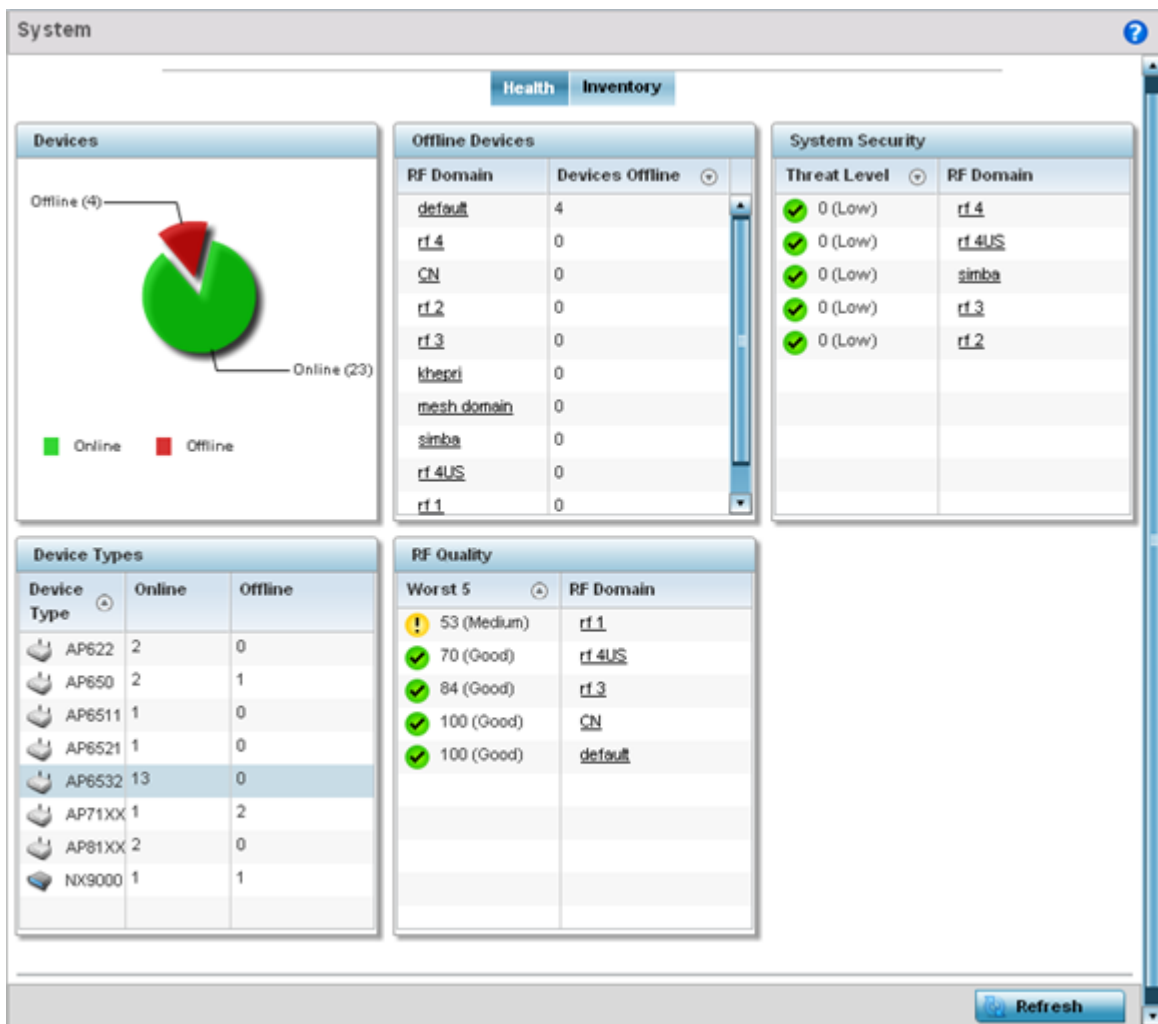 System
Health Inventory
Devices
Offline (4)
Online (23)
Online Offline
Offline Devices
RF Domain Devices Offline
default 4
rf 4 0
CN 0
rf 2 0
rf 3 0
khepri 0
mesh domain 0
simba 0
rf 4US 0
rf 1 0
System Security
Threat Level RF Domain
0 (Low) rf 4
0 (Low) rf 4US
0 (Low) simba
0 (Low) rf 3
0 (Low) rf 2
Device Types
Device Type Online Offline
AP622 2 0
AP650 2 1
AP6511 1 0
AP6521 1 0
AP6532 13 0
AP71XX 1 2
AP81XX 2 0
NX9000 1 1
RF Quality
Worst 5 RF Domain
53 (Medium) rf 1
70 (Good) rf 4US
84 (Good) rf 3
100 (Good) CN
100 (Good) default
Refresh